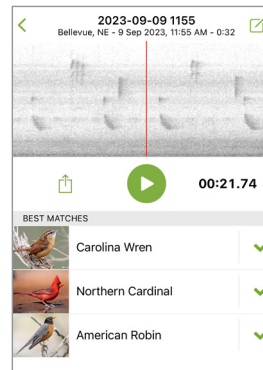 2023-09-09 1155
Bellevue, NE - 9 Sep 2023, 11:55 AM - 0:32
00:21.74
BEST MATCHES
Carolina Wren
Northern Cardinal
American Robin